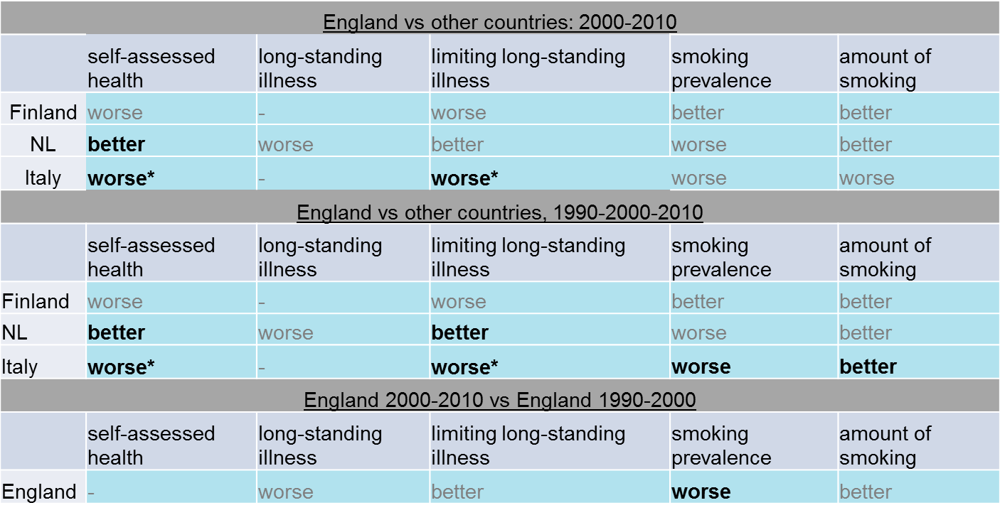 England vs other countries: 2000-2010
self-assessed health long-standing illness limiting long-standing illness smoking prevalence amount of smoking
Finland worse - worse better better
NL better worse better worse better
Italy worse* - worse* worse worse
England vs other countries, 1990-2000-2010
self-assessed health long-standing illness limiting long-standing illness smoking prevalence amount of smoking
Finland worse - worse better better
NL better worse better worse better
Italy worse* - worse* worse better
England 2000-2010 vs England 1990-2000
self-assessed health long-standing illness limiting long-standing illness smoking prevalence amount of smoking
England - worse better worse better